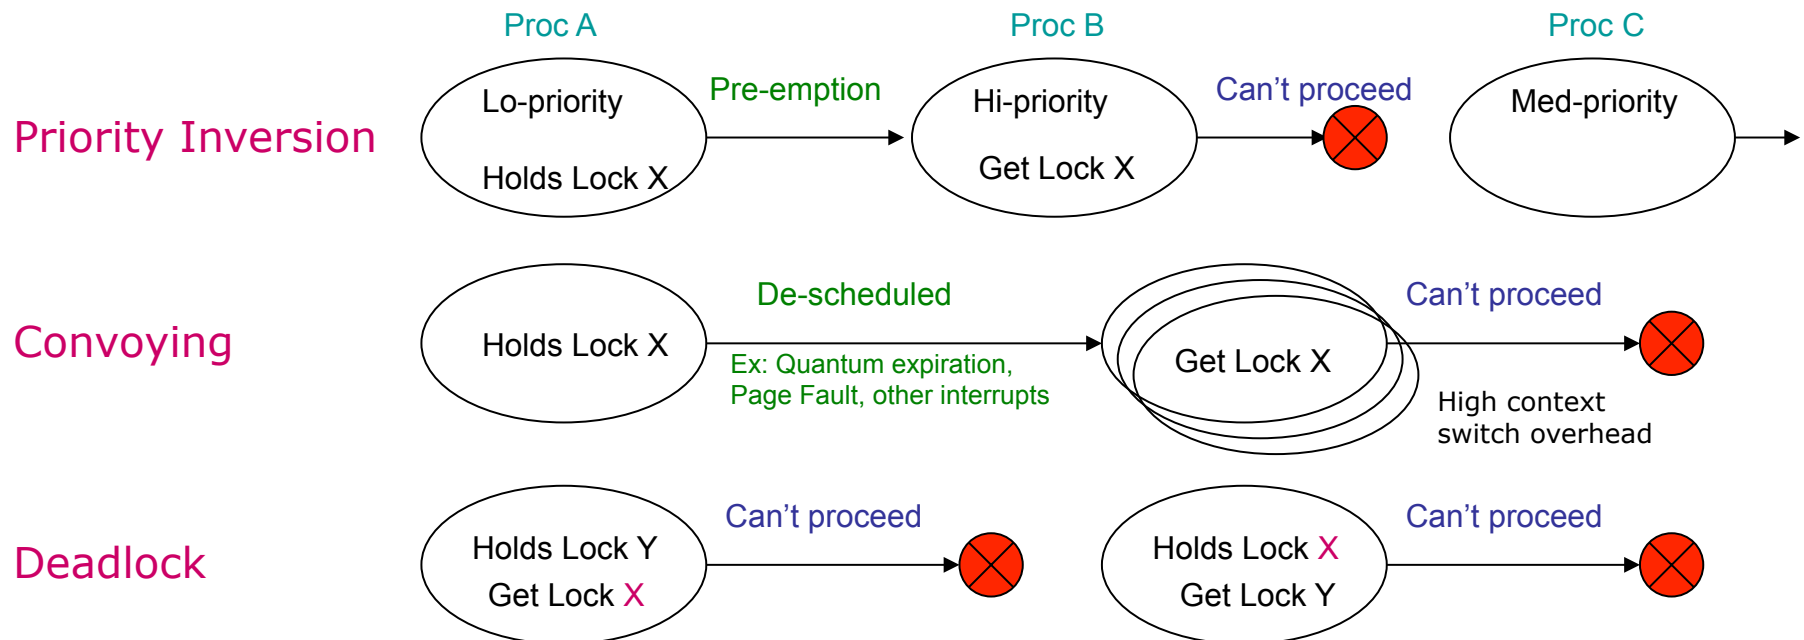 Proc A
Proc B
Proc C
Priority Inversion
Lo-priority
Holds Lock X
Pre-emption
Hi-priority
Get Lock X
Can't proceed
Med-priority
Convoying
Holds Lock X
De-scheduled
Ex: Quantum expiration,
Page Fault, other interrupts
Get Lock X
Can't proceed
High context
switch overhead
Deadlock
Holds Lock Y
Get Lock X
Can't proceed
Holds Lock X
Get Lock Y
Can't proceed